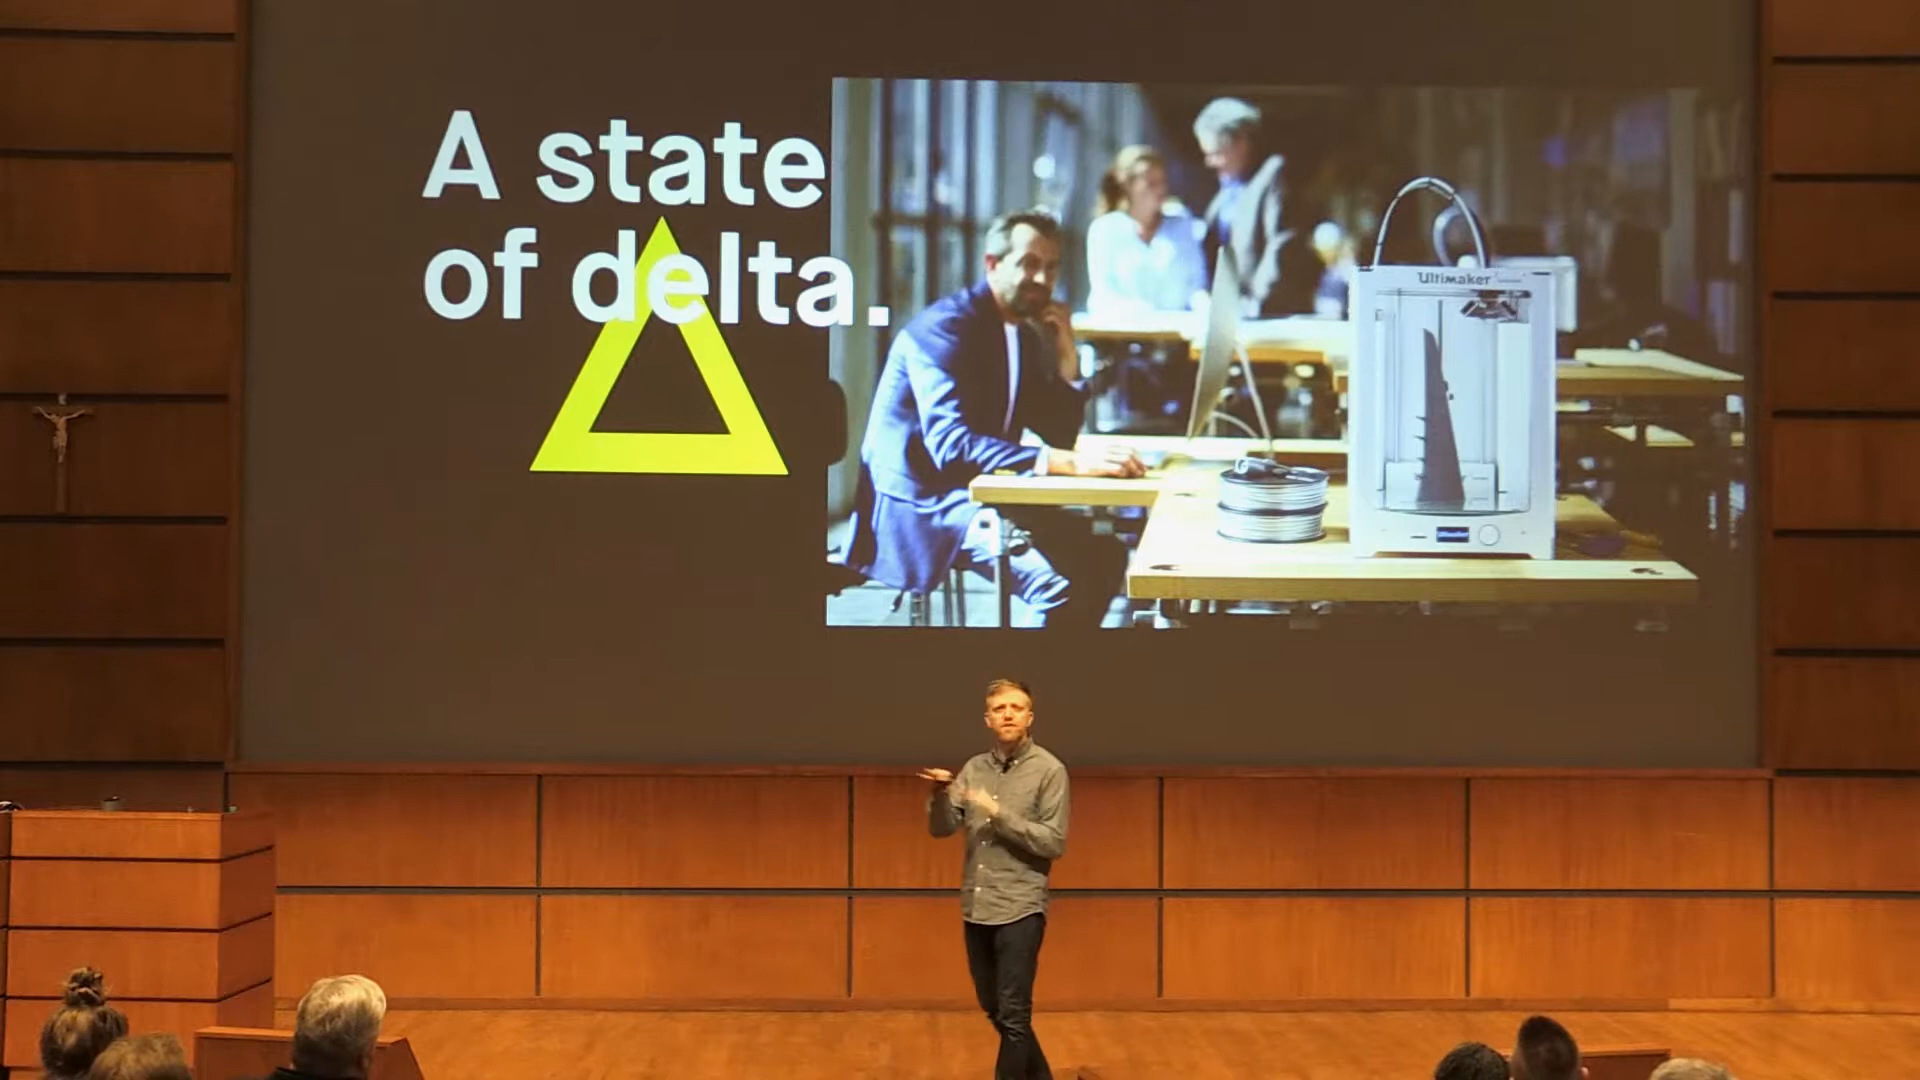 A state
of delta.
Ultimaker